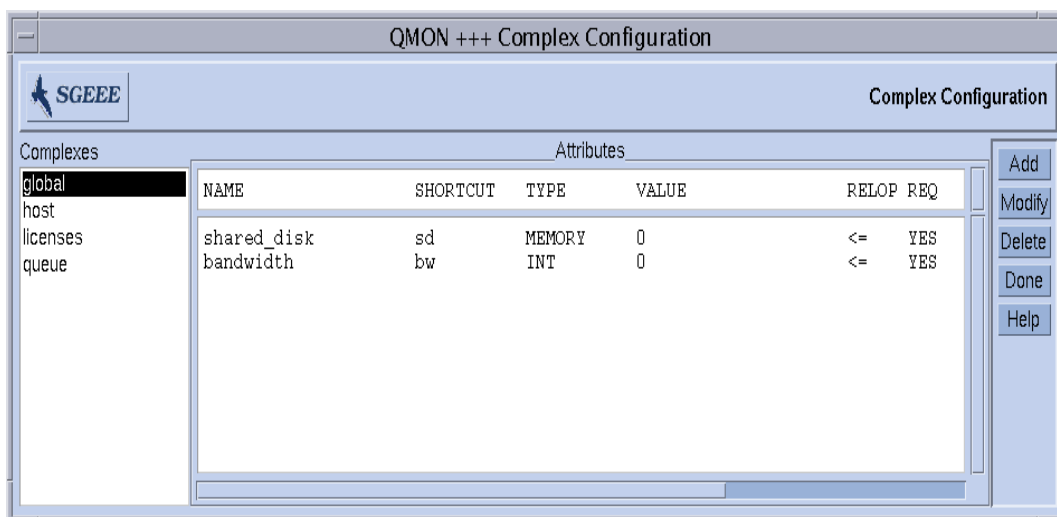 QMON +++ Complex Configuration
SGEEE
Complex Configuration
Complexes
global
host
licenses
queue
Attributes
NAME SHORTCUT TYPE VALUE RELOP REQ
shared_disk sd MEMORY 0 <= YES
bandwidth bw INT 0 <= YES
Add
Modify
Delete
Done
Help